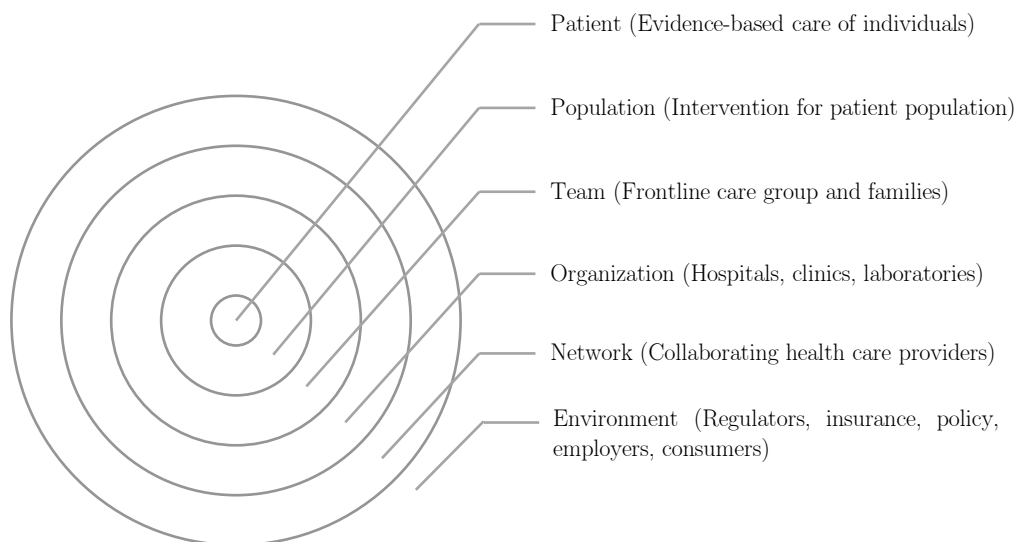 Patient (Evidence-based care of individuals)
Population (Intervention for patient population)
Team (Frontline care group and families)
Organization (Hospitals, clinics, laboratories)
Network (Collaborating health care providers)
Environment (Regulators, insurance, policy,
employers, consumers)